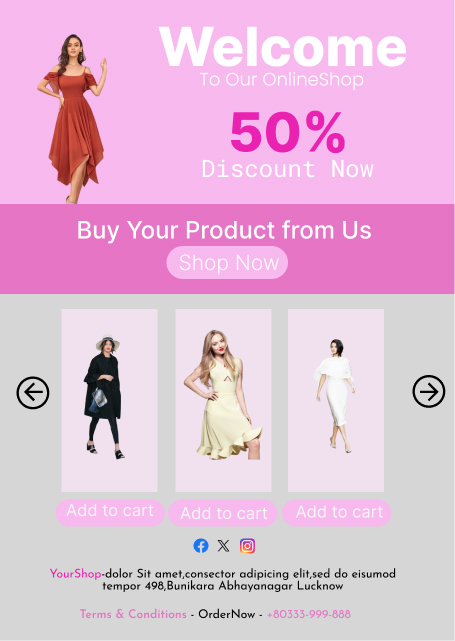 Welcome
To Our OnlineShop
50%
Discount Now
Buy Your Product from Us
Shop Now
Add to cart Add to cart Add to cart
YourShop-dolor Sit amet,consector adipicing elit,sed do eisumod
tempor 498,Bunikara Abhayanagar Lucknow
Terms & Conditions - OrderNow - +80333-999-888